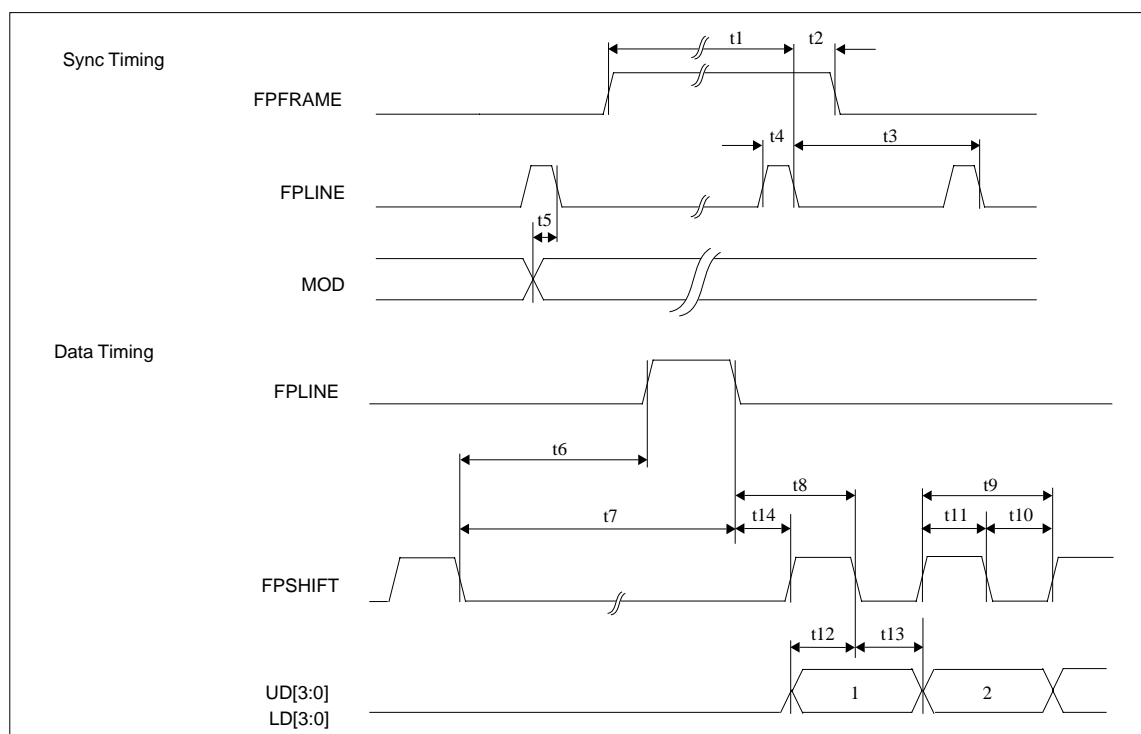 Sync Timing
t1
t2
FPFRAME
t4
t3
FPLINE
t5
MOD
Data Timing
FPLINE
t6
t8
t9
t7
t14
t11
t10
FPSHIFT
t12
t13
UD[3:0]
LD[3:0]
1
2